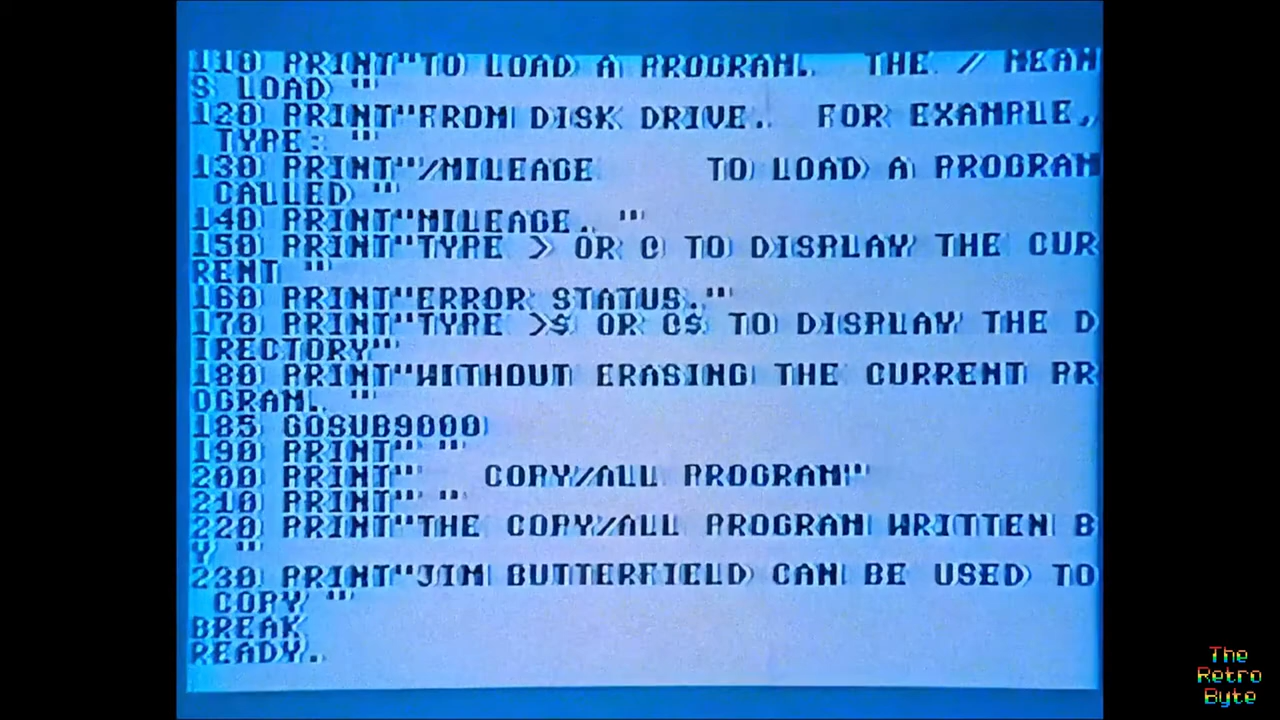 110 PRINT"TO LOAD A PROGRAM.  THE / MEAN
S LOAD "
120 PRINT"FROM DISK DRIVE.  FOR EXAMPLE,
 TYPE: "
130 PRINT"/MILEAGE     TO LOAD A PROGRAM
 CALLED "
140 PRINT"MILEAGE. "
150 PRINT"TYPE > OR @ TO DISPLAY THE CUR
RENT "
160 PRINT"ERROR STATUS."
170 PRINT"TYPE >$ OR @$ TO DISPLAY THE D
IRECTORY"
180 PRINT"WITHOUT ERASING THE CURRENT PR
OGRAM. "
185 GOSUB9000
190 PRINT" "
200 PRINT"   COPY/ALL PROGRAM"
210 PRINT" "
220 PRINT"THE COPY/ALL PROGRAM WRITTEN B
Y "
230 PRINT"JIM BUTTERFIELD CAN BE USED TO
 COPY "
BREAK
READY.
The
Retro
Byte